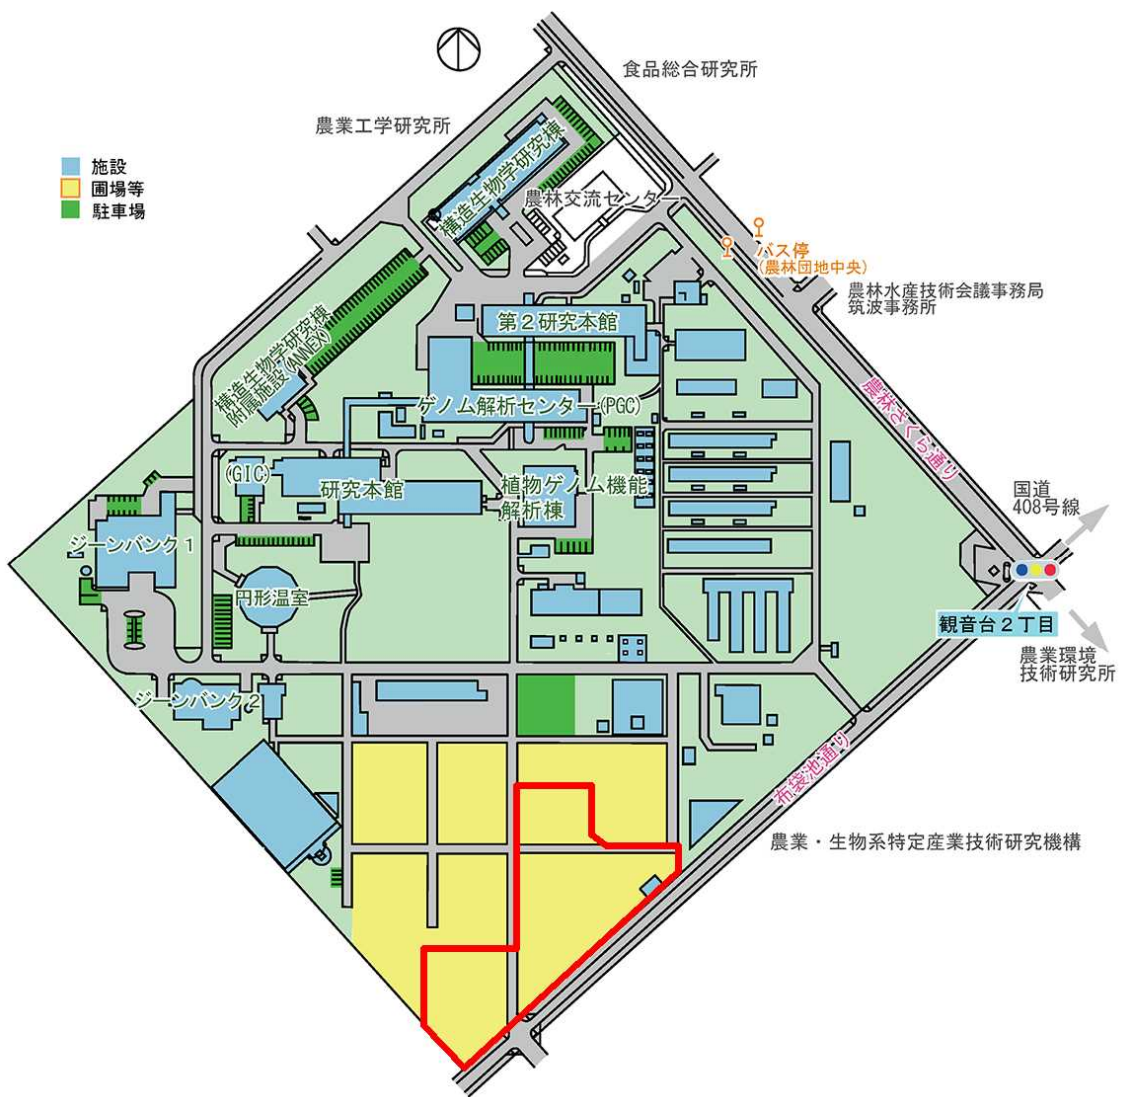 食品総合研究所
農業工学研究所
施設
圃場等
駐車場
構造生物学研究棟
農林交流センター
バス停
(農林団地中央)
農林水産技術会議事務局
筑波事務所
第2研究本館
構造生物学研究棟
附属施設(ANNEX)
ゲノム解析センター(PGC)
農林さくら通り
(GIC)
研究本館
植物ゲノム機能
解析棟
国道
408号線
ジーンバンク1
円形温室
観音台2丁目
農業環境
技術研究所
ジーンバンク2
布袋池通り
農業・生物系特定産業技術研究機構